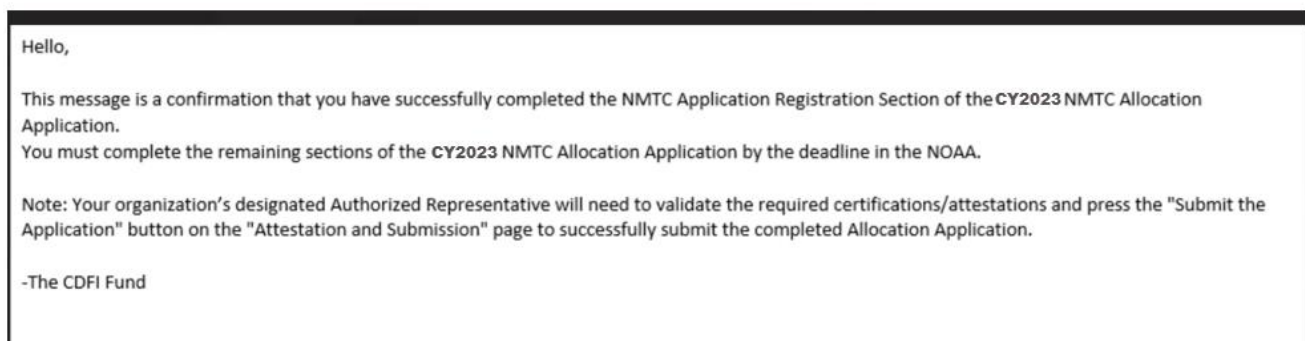 Hello,
This message is a confirmation that you have successfully completed the NMTC Application Registration Section of the CY2023 NMTC Allocation
Application.
You must complete the remaining sections of the CY2023 NMTC Allocation Application by the deadline in the NOAA.
Note: Your organization’s designated Authorized Representative will need to validate the required certifications/attestations and press the "Submit the
Application" button on the "Attestation and Submission" page to successfully submit the completed Allocation Application.
-The CDFI Fund